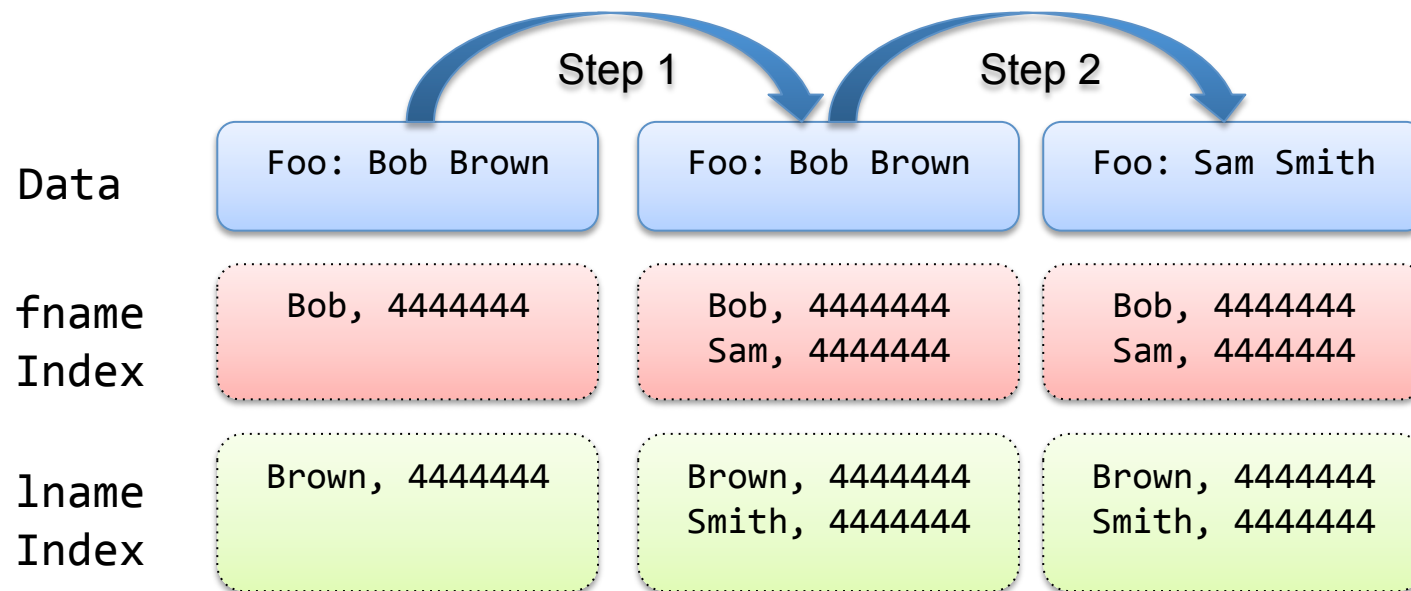 Step 1
Step 2
Data
Foo: Bob Brown
Foo: Bob Brown
Foo: Sam Smith
fname
Index
Bob, 4444444
Bob, 4444444
Sam, 4444444
Bob, 4444444
Sam, 4444444
lname
Index
Brown, 4444444
Brown, 4444444
Smith, 4444444
Brown, 4444444
Smith, 4444444